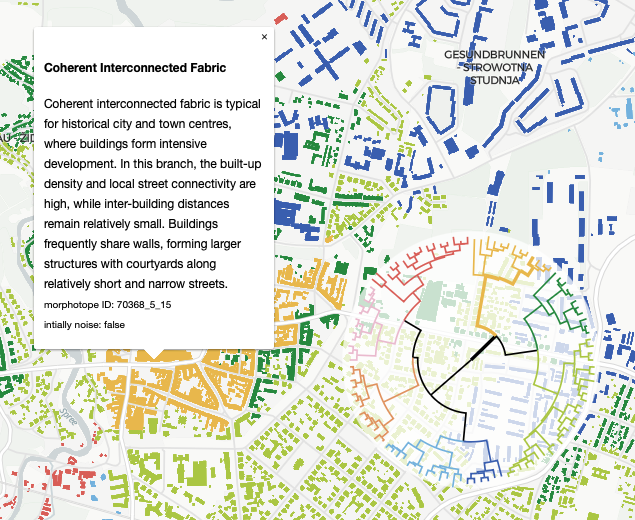 ×
Coherent Interconnected Fabric
Coherent interconnected fabric is typical
for historical city and town centres,
where buildings form intensive
development. In this branch, the built-up
density and local street connectivity are
high, while inter-building distances
remain relatively small. Buildings
frequently share walls, forming larger
structures with courtyards along
relatively short and narrow streets.
morphotope ID: 70368_5_15
intially noise: false
GESUNDBRUNNEN
- STROWOTNA
STUDNJA
Spree